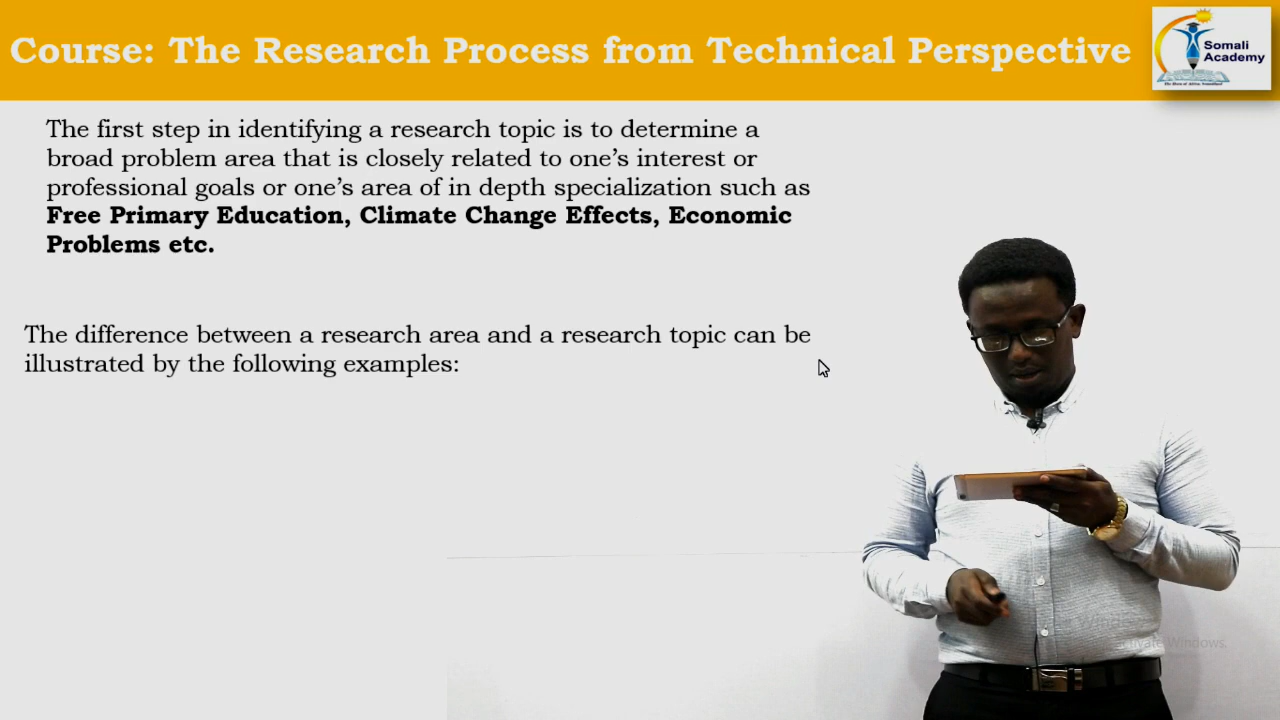 Course: The Research Process from Technical Perspective
Somali
Academy
The first step in identifying a research topic is to determine a
broad problem area that is closely related to one's interest or
professional goals or one's area of in depth specialization such as
Free Primary Education, Climate Change Effects, Economic
Problems etc.
The difference between a research area and a research topic can be
illustrated by the following examples: